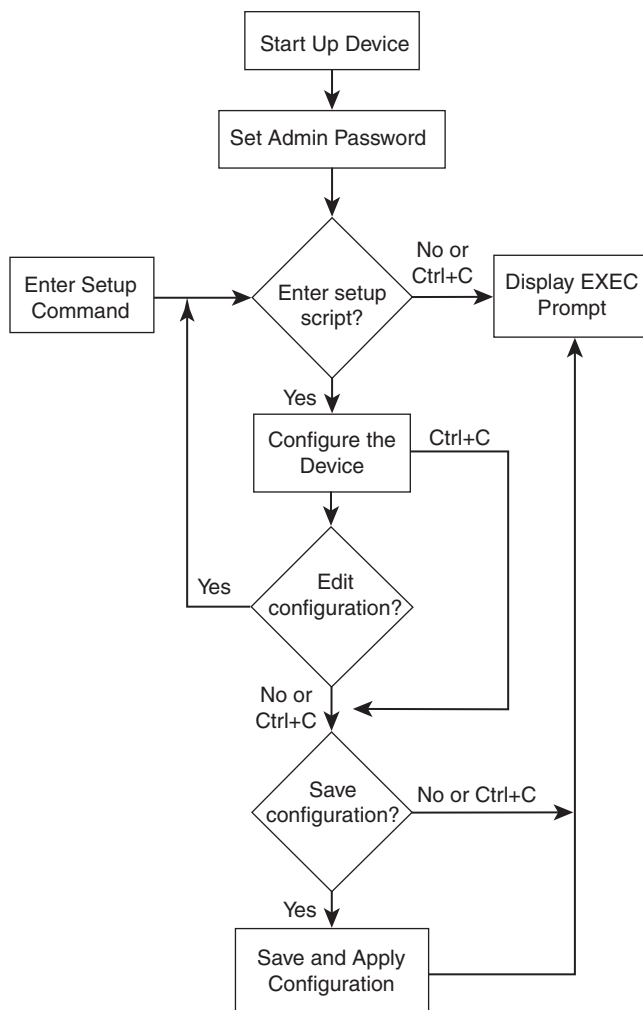 Start Up Device
Set Admin Password
No or
Ctrl+C
Enter Setup
Command
Enter setup
script?
Display EXEC
Prompt
Yes
Configure the
Device
Ctrl+C
Yes
Edit
configuration?
No or
Ctrl+C
Save
configuration?
No or Ctrl+C
Yes
Save and Apply
Configuration